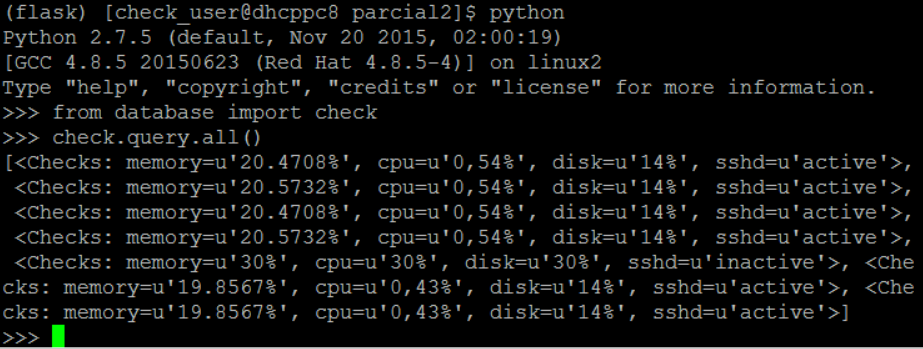 (flask) [check_user@dhcppc8 parcial2]$ python
Python 2.7.5 (default, Nov 20 2015, 02:00:19)
[GCC 4.8.5 20150623 (Red Hat 4.8.5-4)] on linux2
Type "help", "copyright", "credits" or "license" for more information.
>>> from database import check
>>> check.query.all()
[<Checks: memory=u'20.4708%', cpu=u'0,54%', disk=u'14%', sshd=u'active'>,
 <Checks: memory=u'20.5732%', cpu=u'0,54%', disk=u'14%', sshd=u'active'>,
 <Checks: memory=u'20.4708%', cpu=u'0,54%', disk=u'14%', sshd=u'active'>,
 <Checks: memory=u'20.5732%', cpu=u'0,54%', disk=u'14%', sshd=u'active'>,
 <Checks: memory=u'30%', cpu=u'30%', disk=u'30%', sshd=u'inactive'>, <Che
cks: memory=u'19.8567%', cpu=u'0,43%', disk=u'14%', sshd=u'active'>, <Che
cks: memory=u'19.8567%', cpu=u'0,43%', disk=u'14%', sshd=u'active'>]
>>>